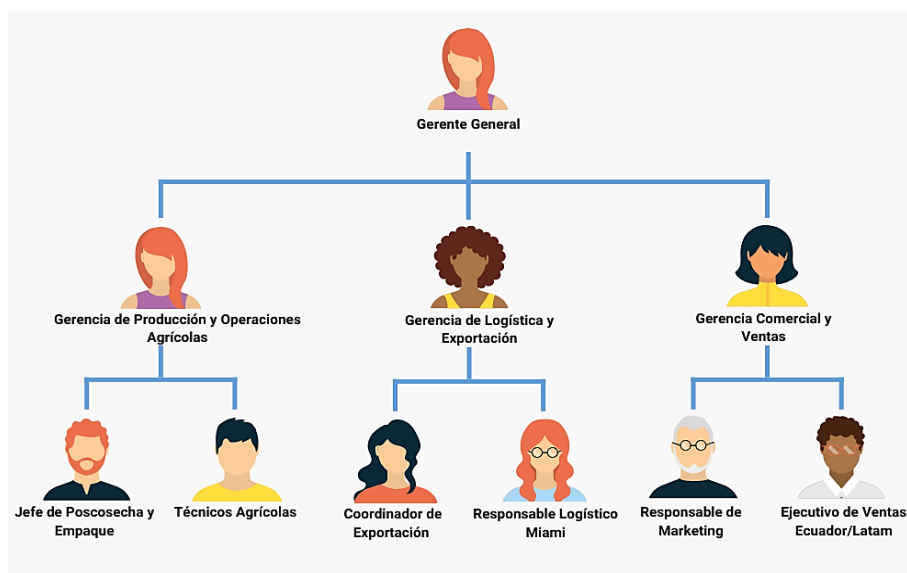 Gerente General
Gerencia de Producción y Operaciones
Agrícolas
Gerencia de Logística y
Exportación
Gerencia Comercial y
Ventas
Jefe de Poscosecha y
Empaque
Técnicos Agrícolas
Coordinador de
Exportación
Responsable Logístico
Miami
Responsable de
Marketing
Ejecutivo de Ventas
Ecuador/Latam